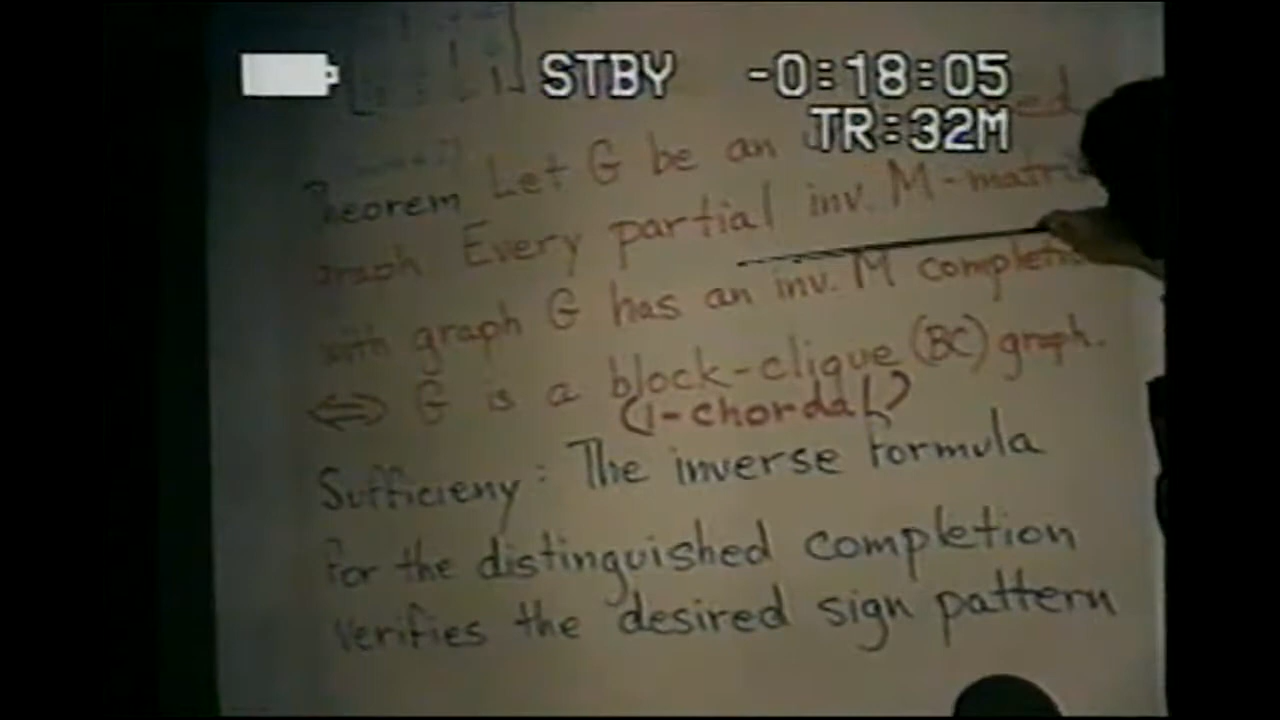 STBY -0:18:05
TR:32M
Theorem Let G be an
graph Every partial inv. M-matri
with graph G has an inv. M complet
⇔ G is a block-clique (BC) graph.
(1-chordal)
Sufficieny: The inverse formula
for the distinguished completion
verifies the desired sign pattern